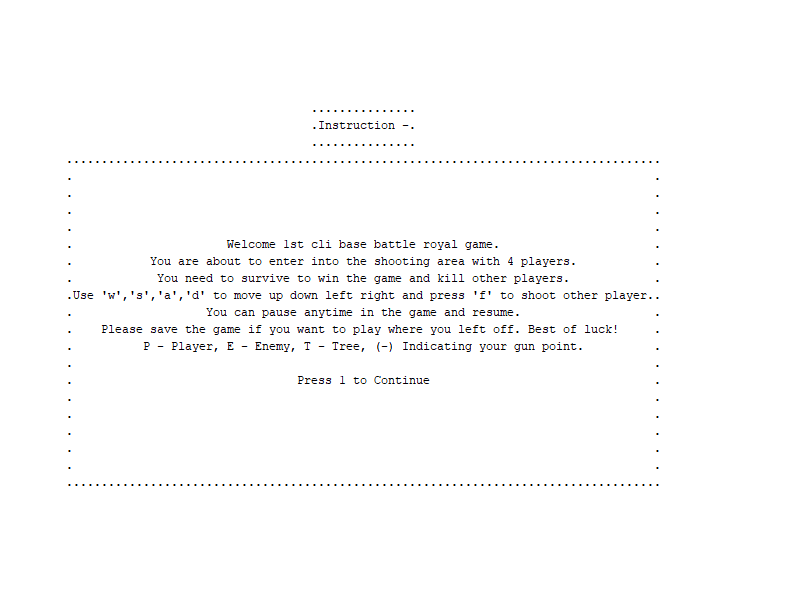 Instruction -
Welcome 1st cli base battle royal game.
You are about to enter into the shooting area with 4 players.
You need to survive to win the game and kill other players.
Use 'w','s','a','d' to move up down left right and press 'f' to shoot other player.
You can pause anytime in the game and resume.
Please save the game if you want to play where you left off. Best of luck!
P - Player, E - Enemy, T - Tree, (-) Indicating your gun point.
Press 1 to Continue